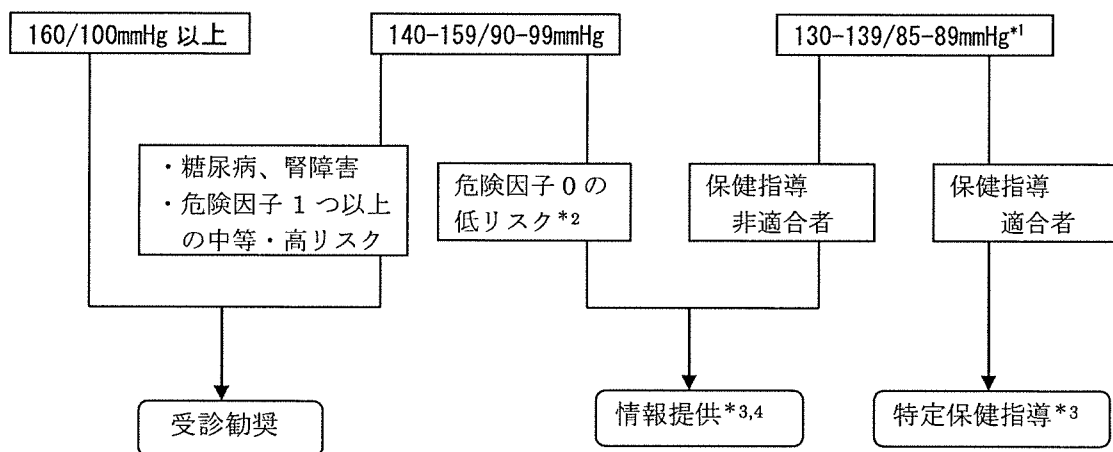 160/100mmHg 以上
140-159/90-99mmHg
130-139/85-89mmHg*1
・糖尿病、腎障害
・危険因子 1 つ以上
の中等・高リスク
危険因子 0 の
低リスク*2
保健指導
非適合者
保健指導
適合者
受診勧奨
情報提供*3,4
特定保健指導*3